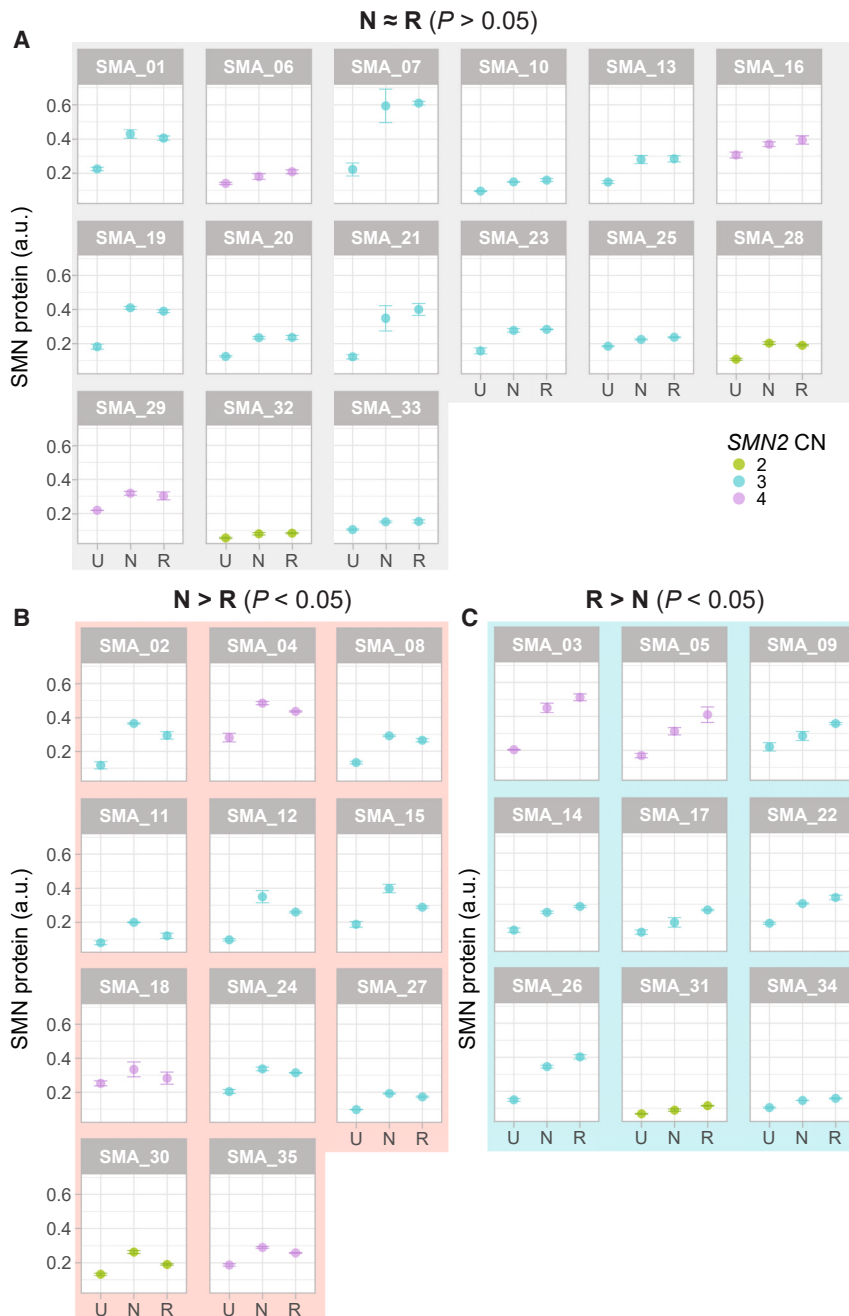 N ≈ R (P > 0.05)
A
SMA_01 SMA_06 SMA_07 SMA_10 SMA_13 SMA_16
0.6
0.4
0.2
SMA_19 SMA_20 SMA_21 SMA_23 SMA_25 SMA_28
0.6
0.4
0.2
U N R U N R U N R
SMA_29 SMA_32 SMA_33
0.6
0.4
0.2
U N R U N R U N R
SMN protein (a.u.)
SMN2 CN
2
3
4
N > R (P < 0.05)
B
SMA_02 SMA_04 SMA_08
0.6
0.4
0.2
SMA_11 SMA_12 SMA_15
0.6
0.4
0.2
SMA_18 SMA_24 SMA_27
0.6
0.4
0.2
U N R
SMA_30 SMA_35
0.6
0.4
0.2
U N R U N R
SMN protein (a.u.)
R > N (P < 0.05)
C
SMA_03 SMA_05 SMA_09
SMA_14 SMA_17 SMA_22
SMA_26 SMA_31 SMA_34
U N R U N R U N R
SMN protein (a.u.)